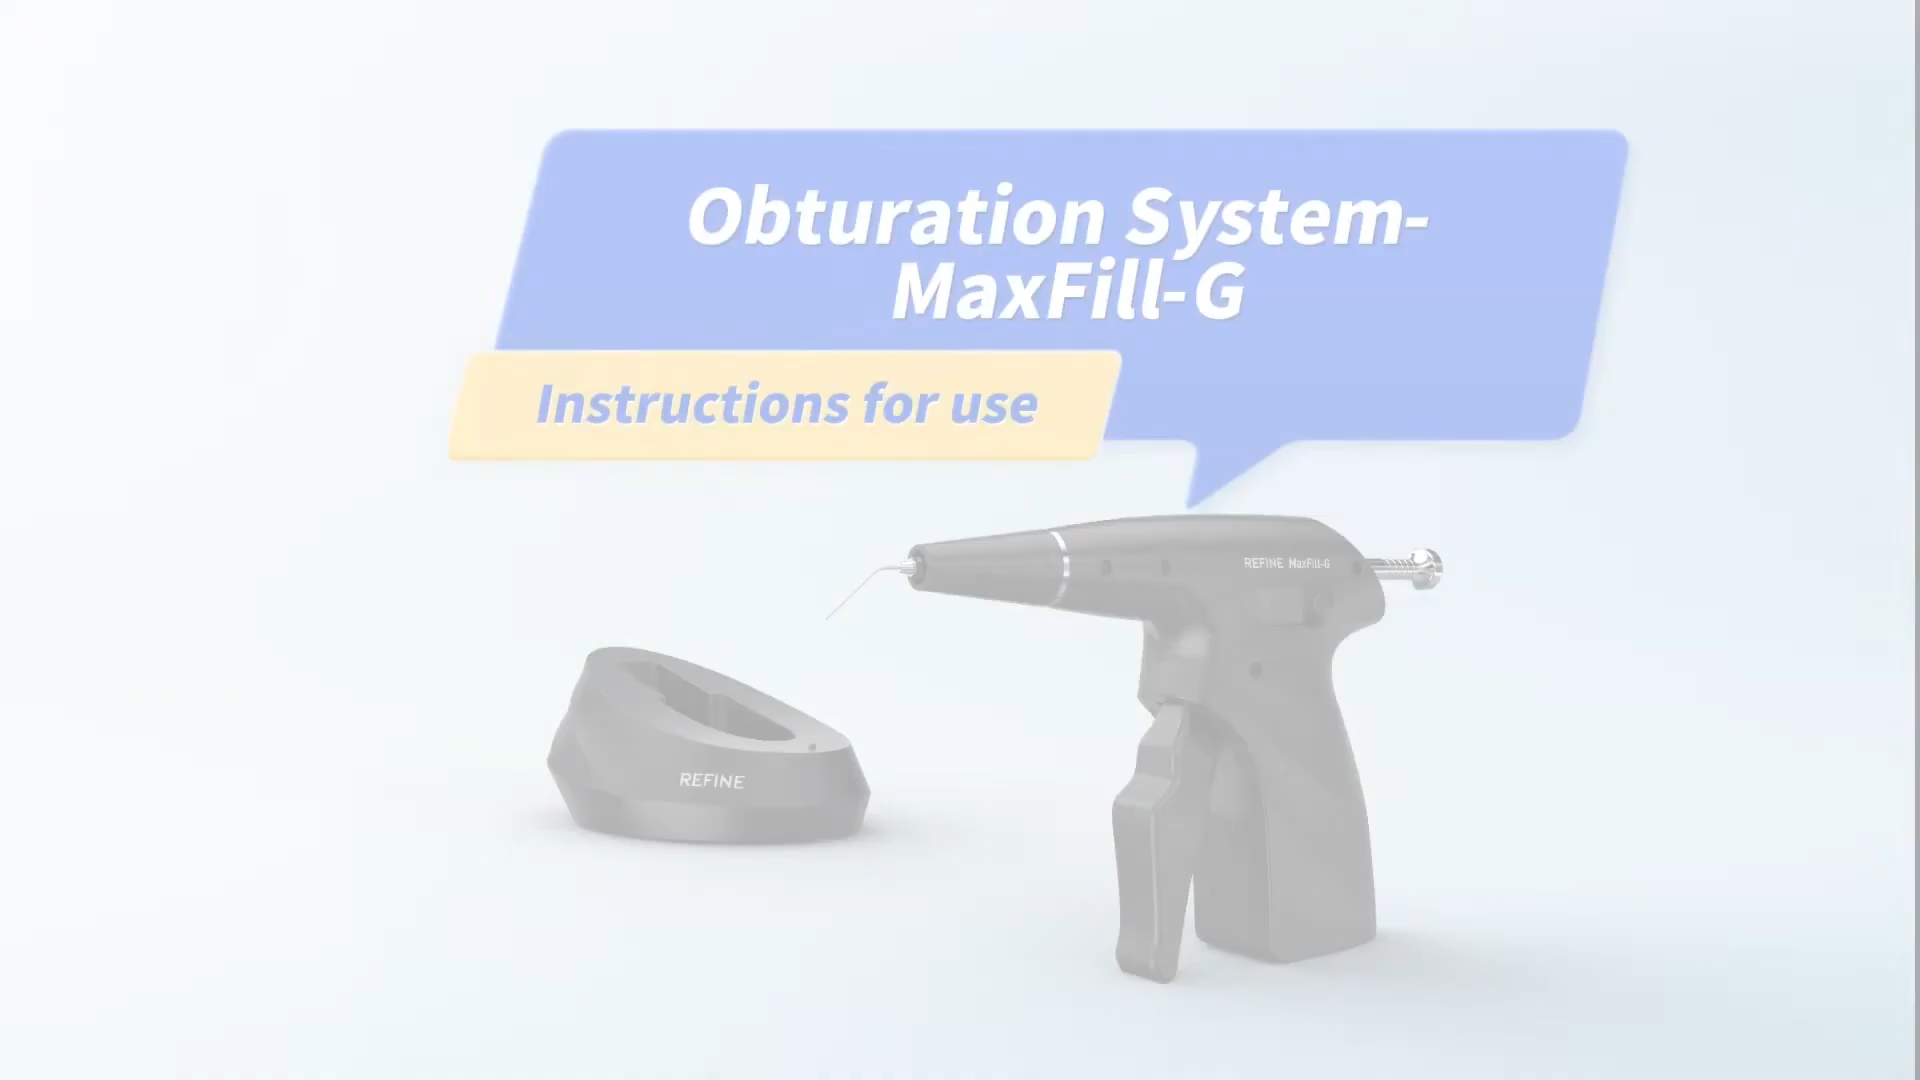 Obturation System-
MaxFill-G
Instructions for use
REFINE MaxFill-G
REFINE